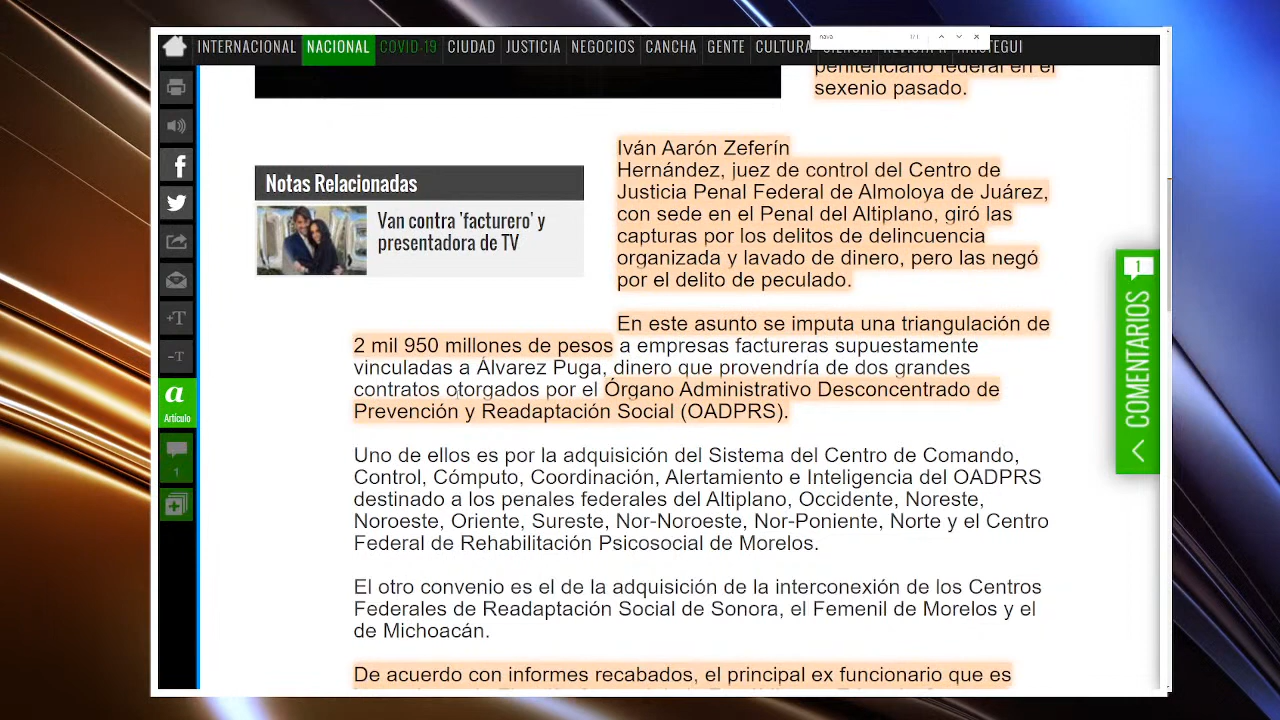 INTERNACIONAL NACIONAL COVID-19 CIUDAD JUSTICIA NEGOCIOS CANCHA GENTE CULTURA
1/1
penitenciario federal en el
sexenio pasado.
Iván Aarón Zeferín
Hernández, juez de control del Centro de
Justicia Penal Federal de Almoloya de Juárez,
con sede en el Penal del Altiplano, giró las
capturas por los delitos de delincuencia
organizada y lavado de dinero, pero las negó
por el delito de peculado.
Notas Relacionadas
Van contra 'facturero' y
presentadora de TV
En este asunto se imputa una triangulación de
2 mil 950 millones de pesos a empresas factureras supuestamente
vinculadas a Álvarez Puga, dinero que provendría de dos grandes
contratos otorgados por el Órgano Administrativo Desconcentrado de
Prevención y Readaptación Social (OADPRS).
Uno de ellos es por la adquisición del Sistema del Centro de Comando,
Control, Cómputo, Coordinación, Alertamiento e Inteligencia del OADPRS
destinado a los penales federales del Altiplano, Occidente, Noreste,
Noroeste, Oriente, Sureste, Nor-Noroeste, Nor-Poniente, Norte y el Centro
Federal de Rehabilitación Psicosocial de Morelos.
El otro convenio es el de la adquisición de la interconexión de los Centros
Federales de Readaptación Social de Sonora, el Femenil de Morelos y el
de Michoacán.
De acuerdo con informes recabados, el principal ex funcionario que es
+T
-T
a
Artículo
1
1
COMENTARIOS